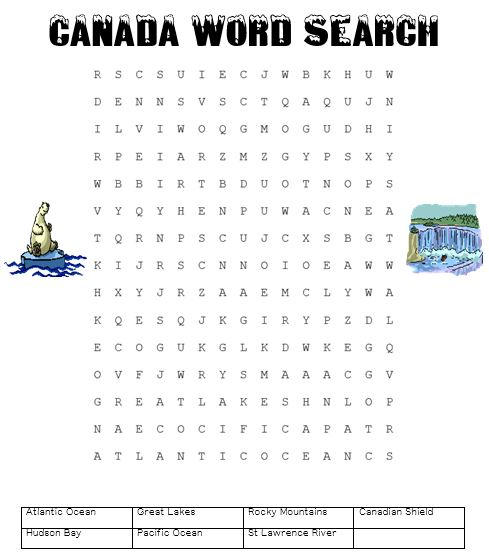 CANADA WORD SEARCH
R S C S U I E C J W B K H U W
D E N N S V S C T Q A Q U J N
I L V I W O Q G M O G U D H I
R P E I A R Z M Z G Y P S X Y
W B B I R T B D U O T N O P S
V Y Q Y H E N P U W A C N E A
T Q R N P S C U J C X S B G T
K I J R S C N N O I O E A W W
H X Y J R Z A A E M C L Y W A
K Q E S Q J K G I R Y P Z D L
E C O G U K G L K D W K E G Q
O V F J W R Y S M A A A C G V
G R E A T L A K E S H N L O P
N A E C O C I F I C A P A T R
A T L A N T I C O C E A N C S
Atlantic Ocean Great Lakes Rocky Mountains Canadian Shield
Hudson Bay Pacific Ocean St Lawrence River